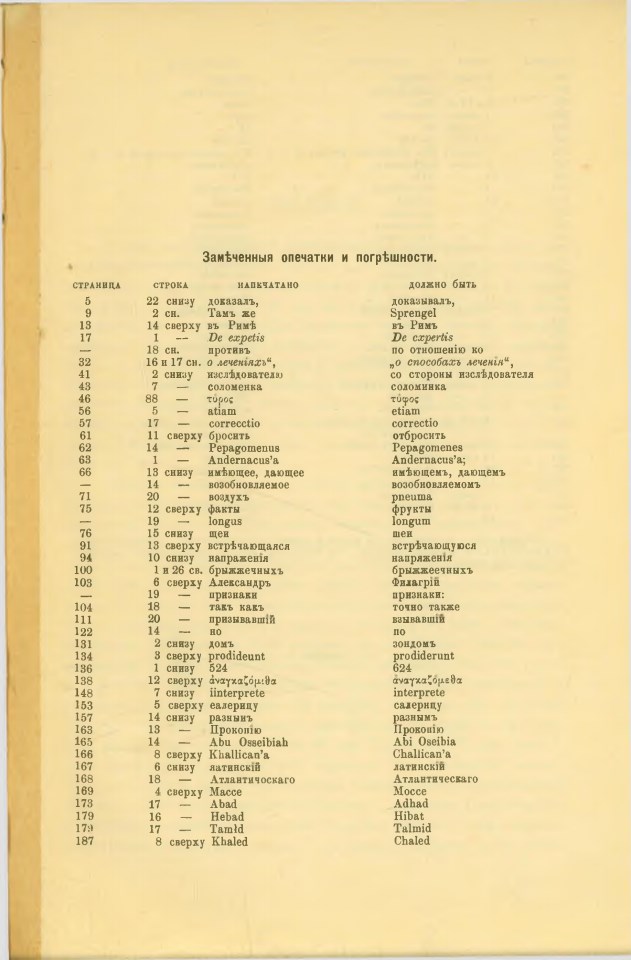 Замѣченныя опечатки и погрѣшности.
СТРАНИЦА СТРОКА НАПЕЧАТАНО ДОЛЖНО БЫТЬ
5 22 снизу доказалъ, доказывалъ,
9 2 сн. Тамъ же Sprengel
13 14 сверху въ Римѣ въ Римъ
17 1 — De expetis De expertis
— 18 сн. противъ по отношенію ко
32 16 и 17 сн. о леченіяхъ“, „о способахъ леченія“,
41 2 снизу изслѣдователю со стороны изслѣдователя
43 7 — соломенка соломинка
46 88 — τύρος τύφος
56 5 — atiam etiam
57 17 — correcctio correctio
61 11 сверху бросить отбросить
62 14 — Pepagomenus Pepagomenes
63 1 — Andernacus'a Andernacus'a;
66 13 снизу имѣющее, дающее имѣющемъ, дающемъ
— 14 — возобновляемое возобновляемомъ
71 20 — воздухъ pneuma
75 12 сверху факты фрукты
— 19 — longus longum
76 15 снизу щеи шеи
91 13 сверху встрѣчающаяся встрѣчающуюся
94 10 снизу напраженія напряженія
100 1 и 26 св. брыжжечныхъ брыжжеечныхъ
103 6 сверху Александръ Филагрій
— 19 — признаки признаки:
104 18 — такъ какъ точно также
111 20 — призывавшій взывавшій
122 14 — но по
131 2 снизу домъ зондомъ
134 3 сверху prodideunt prodiderunt
136 1 снизу 524 624
138 12 сверху ἀναγκαζόμιθα ἀναγκαζόμεθα
148 7 снизу iinterprete interprete
153 5 сверху еалерицу салерицу
157 14 снизу разнынъ разнымъ
163 13 — Проконію Проконію
165 14 — Abu Osseibiah Abi Oseibia
166 8 сверху Khallican'a Challican'a
167 6 снизу латинскій латинскій
168 18 — Атлантичоскаго Атлантическаго
169 4 сверху Массе Моссе
173 17 — Abad Adhad
179 16 — Hebad Hibat
179 17 — Tamłd Talmid
187 8 сверху Khaled Chaled